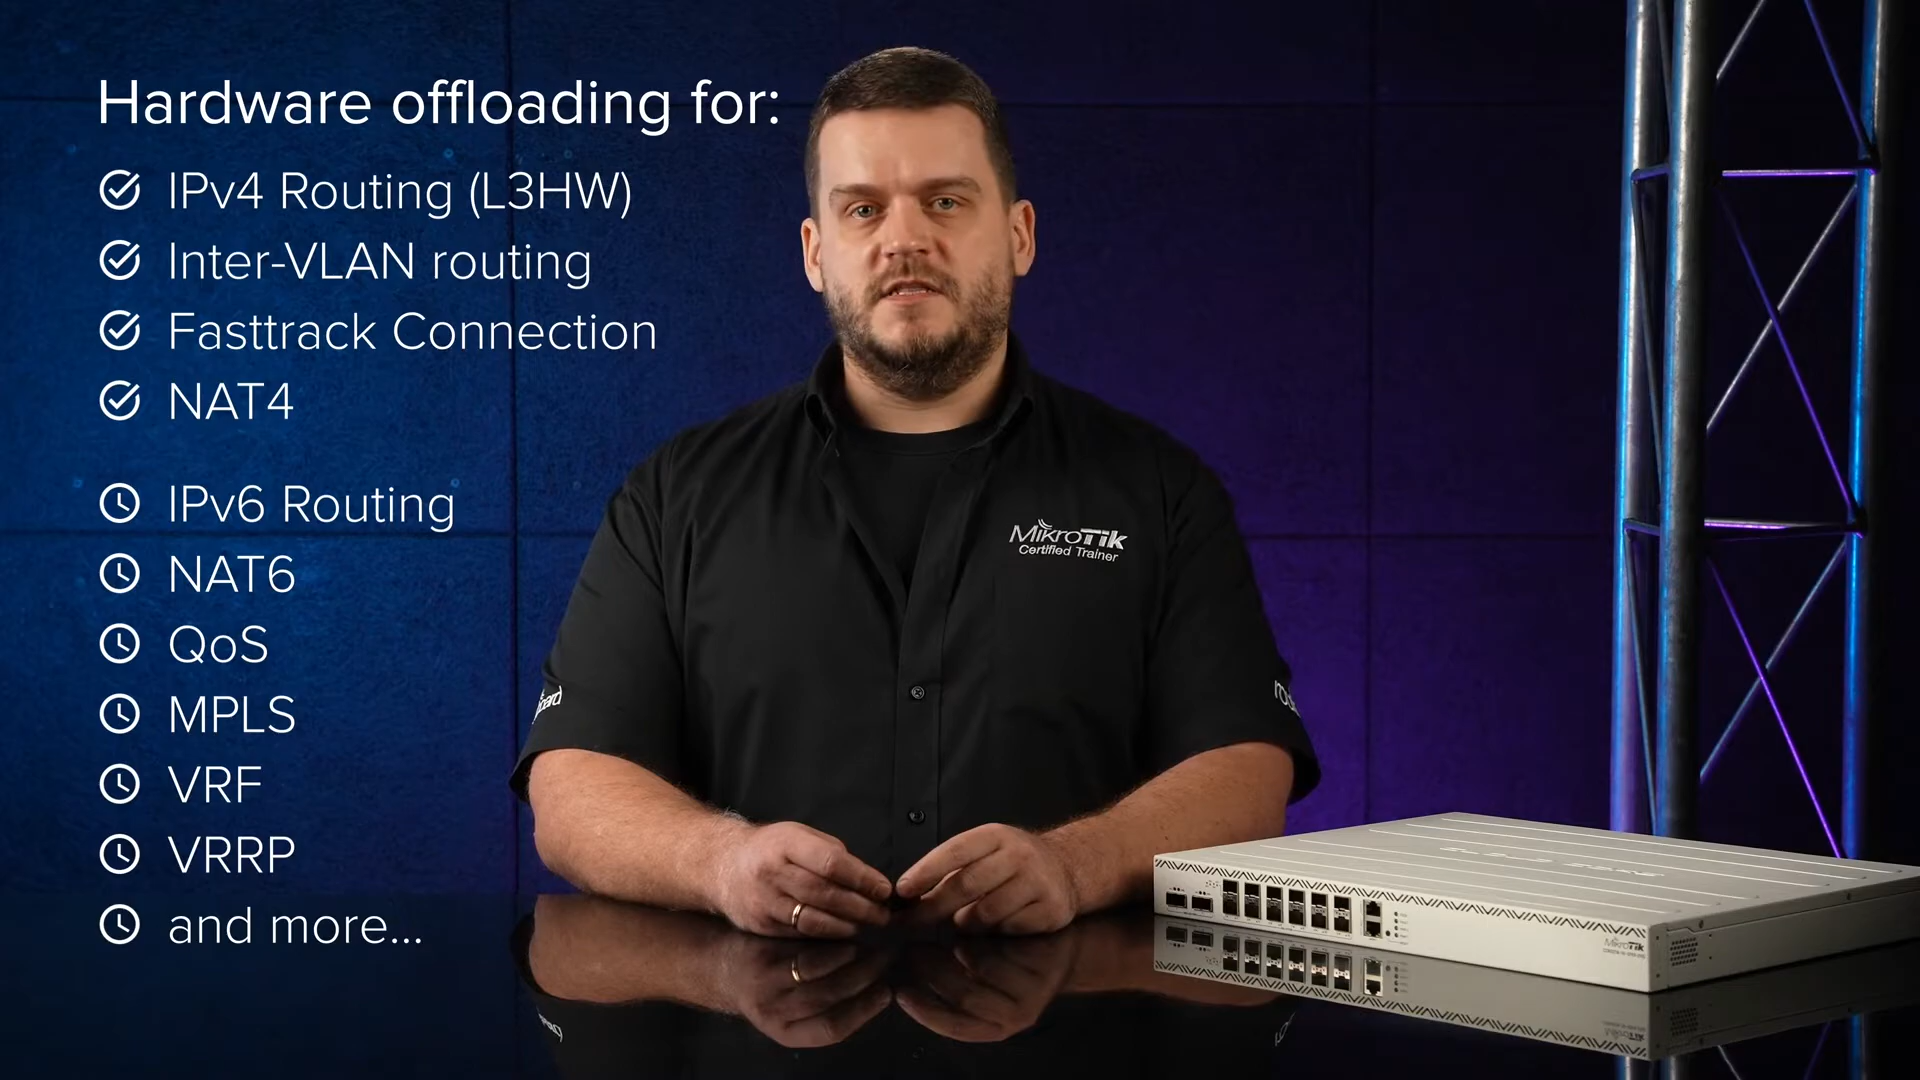 Hardware offloading for:
IPv4 Routing (L3HW)
Inter-VLAN routing
Fasttrack Connection
NAT4
IPv6 Routing
NAT6
QoS
MPLS
VRF
VRRP
and more...
MikroTik
Certified Trainer
MikroTik